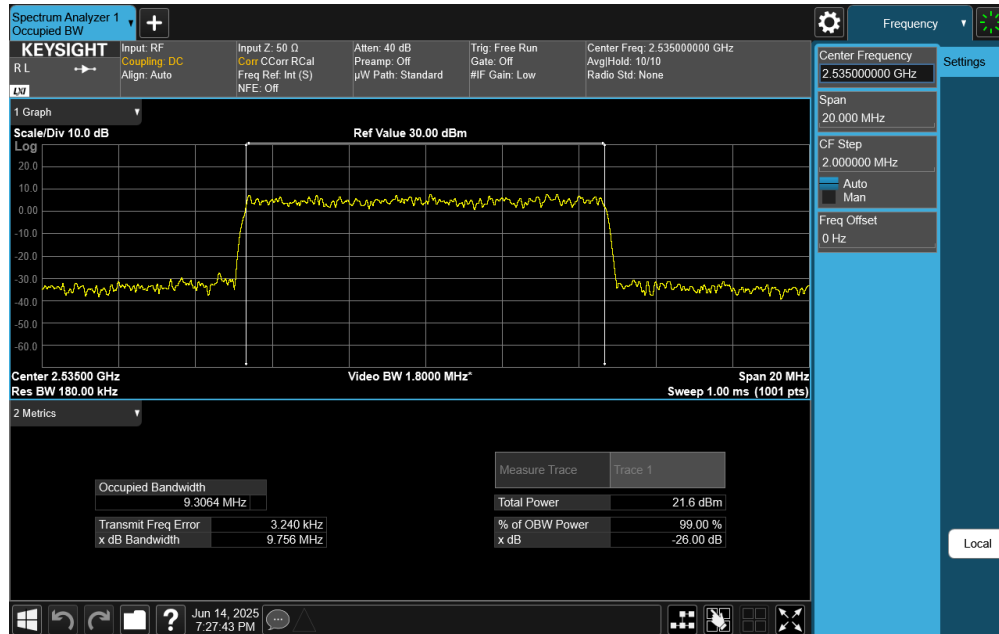 Spectrum Analyzer 1
Occupied BW
Frequency
KEYSIGHT
R L
LXI
Input: RF
Coupling: DC
Align: Auto
Input Z: 50 Ω
Corr CCorr RCal
Freq Ref: Int (S)
NFE: Off
Atten: 40 dB
Preamp: Off
µW Path: Standard
Trig: Free Run
Gate: Off
#IF Gain: Low
Center Freq: 2.535000000 GHz
Avg|Hold: 10/10
Radio Std: None
Center Frequency
2.535000000 GHz
Settings
Span
20.000 MHz
CF Step
2.000000 MHz
Auto
Man
Freq Offset
0 Hz
Local
1 Graph
Scale/Div 10.0 dB
Ref Value 30.00 dBm
Log
20.0
10.0
0.00
-10.0
-20.0
-30.0
-40.0
-50.0
-60.0
Center 2.53500 GHz
Video BW 1.8000 MHz*
Span 20 MHz
Res BW 180.00 kHz
Sweep 1.00 ms (1001 pts)
2 Metrics
Measure Trace
Trace 1
Occupied Bandwidth
9.3064 MHz
Total Power
21.6 dBm
Transmit Freq Error
3.240 kHz
% of OBW Power
99.00 %
x dB Bandwidth
9.756 MHz
x dB
-26.00 dB
Jun 14, 2025
7:27:43 PM